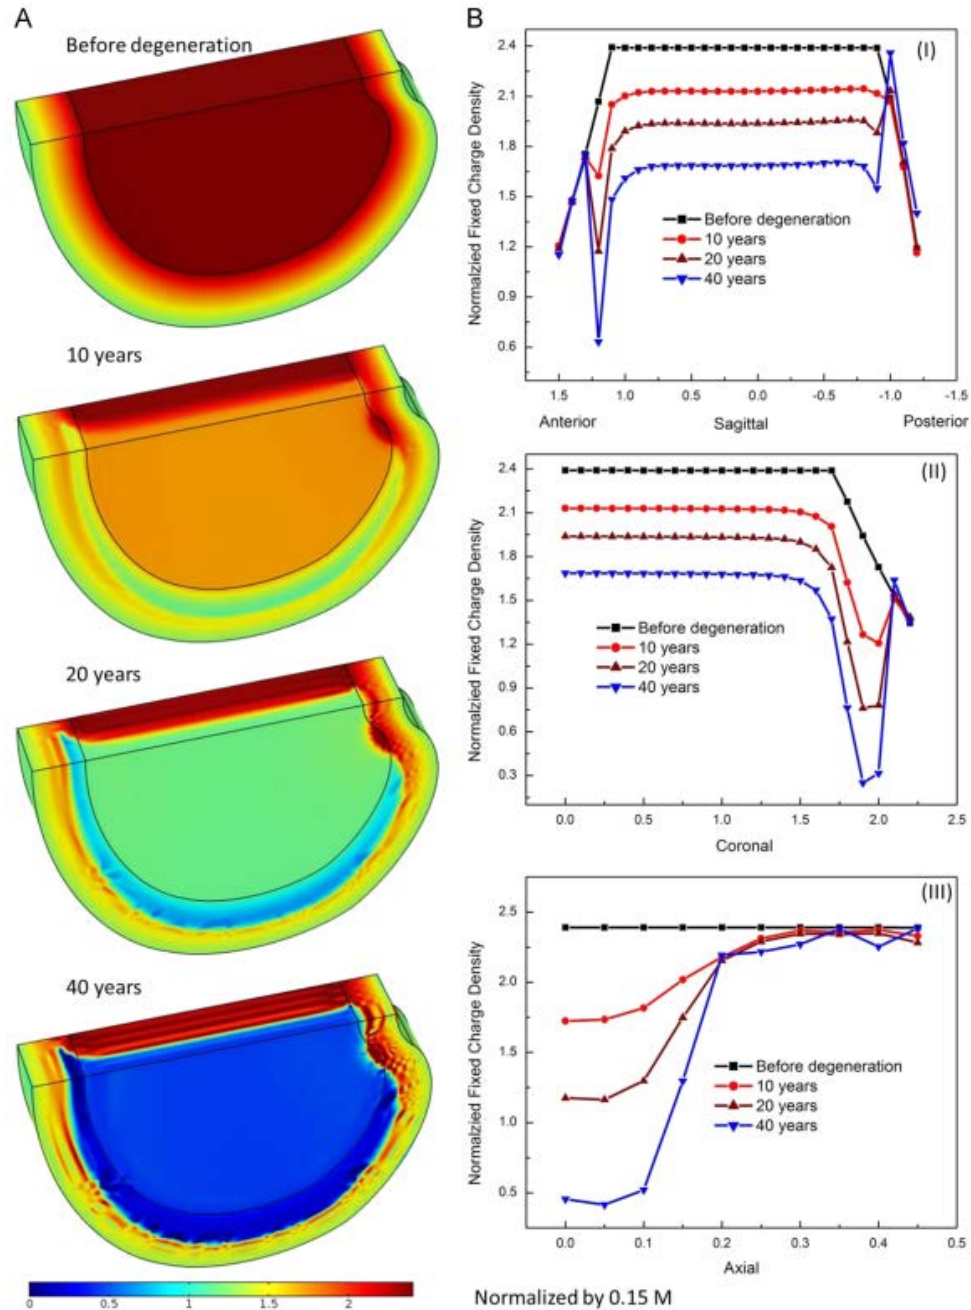 A
Before degeneration
10 years
20 years
40 years
0 0.5 1 1.5 2
B
(I)
Normalzied Fixed Charge Density
2.4
2.1
1.8
1.5
1.2
0.9
0.6
Before degeneration
10 years
20 years
40 years
1.5 1.0 0.5 0.0 -0.5 -1.0 -1.5
Anterior Sagittal Posterior
(II)
Normalzied Fixed Charge Density
2.4
2.1
1.8
1.5
1.2
0.9
0.6
0.3
Before degeneration
10 years
20 years
40 years
0.0 0.5 1.0 1.5 2.0 2.5
Coronal
(III)
Normalzied Fixed Charge Density
2.5
2.0
1.5
1.0
0.5
Before degeneration
10 years
20 years
40 years
0.0 0.1 0.2 0.3 0.4 0.5
Axial
Normalized by 0.15 M